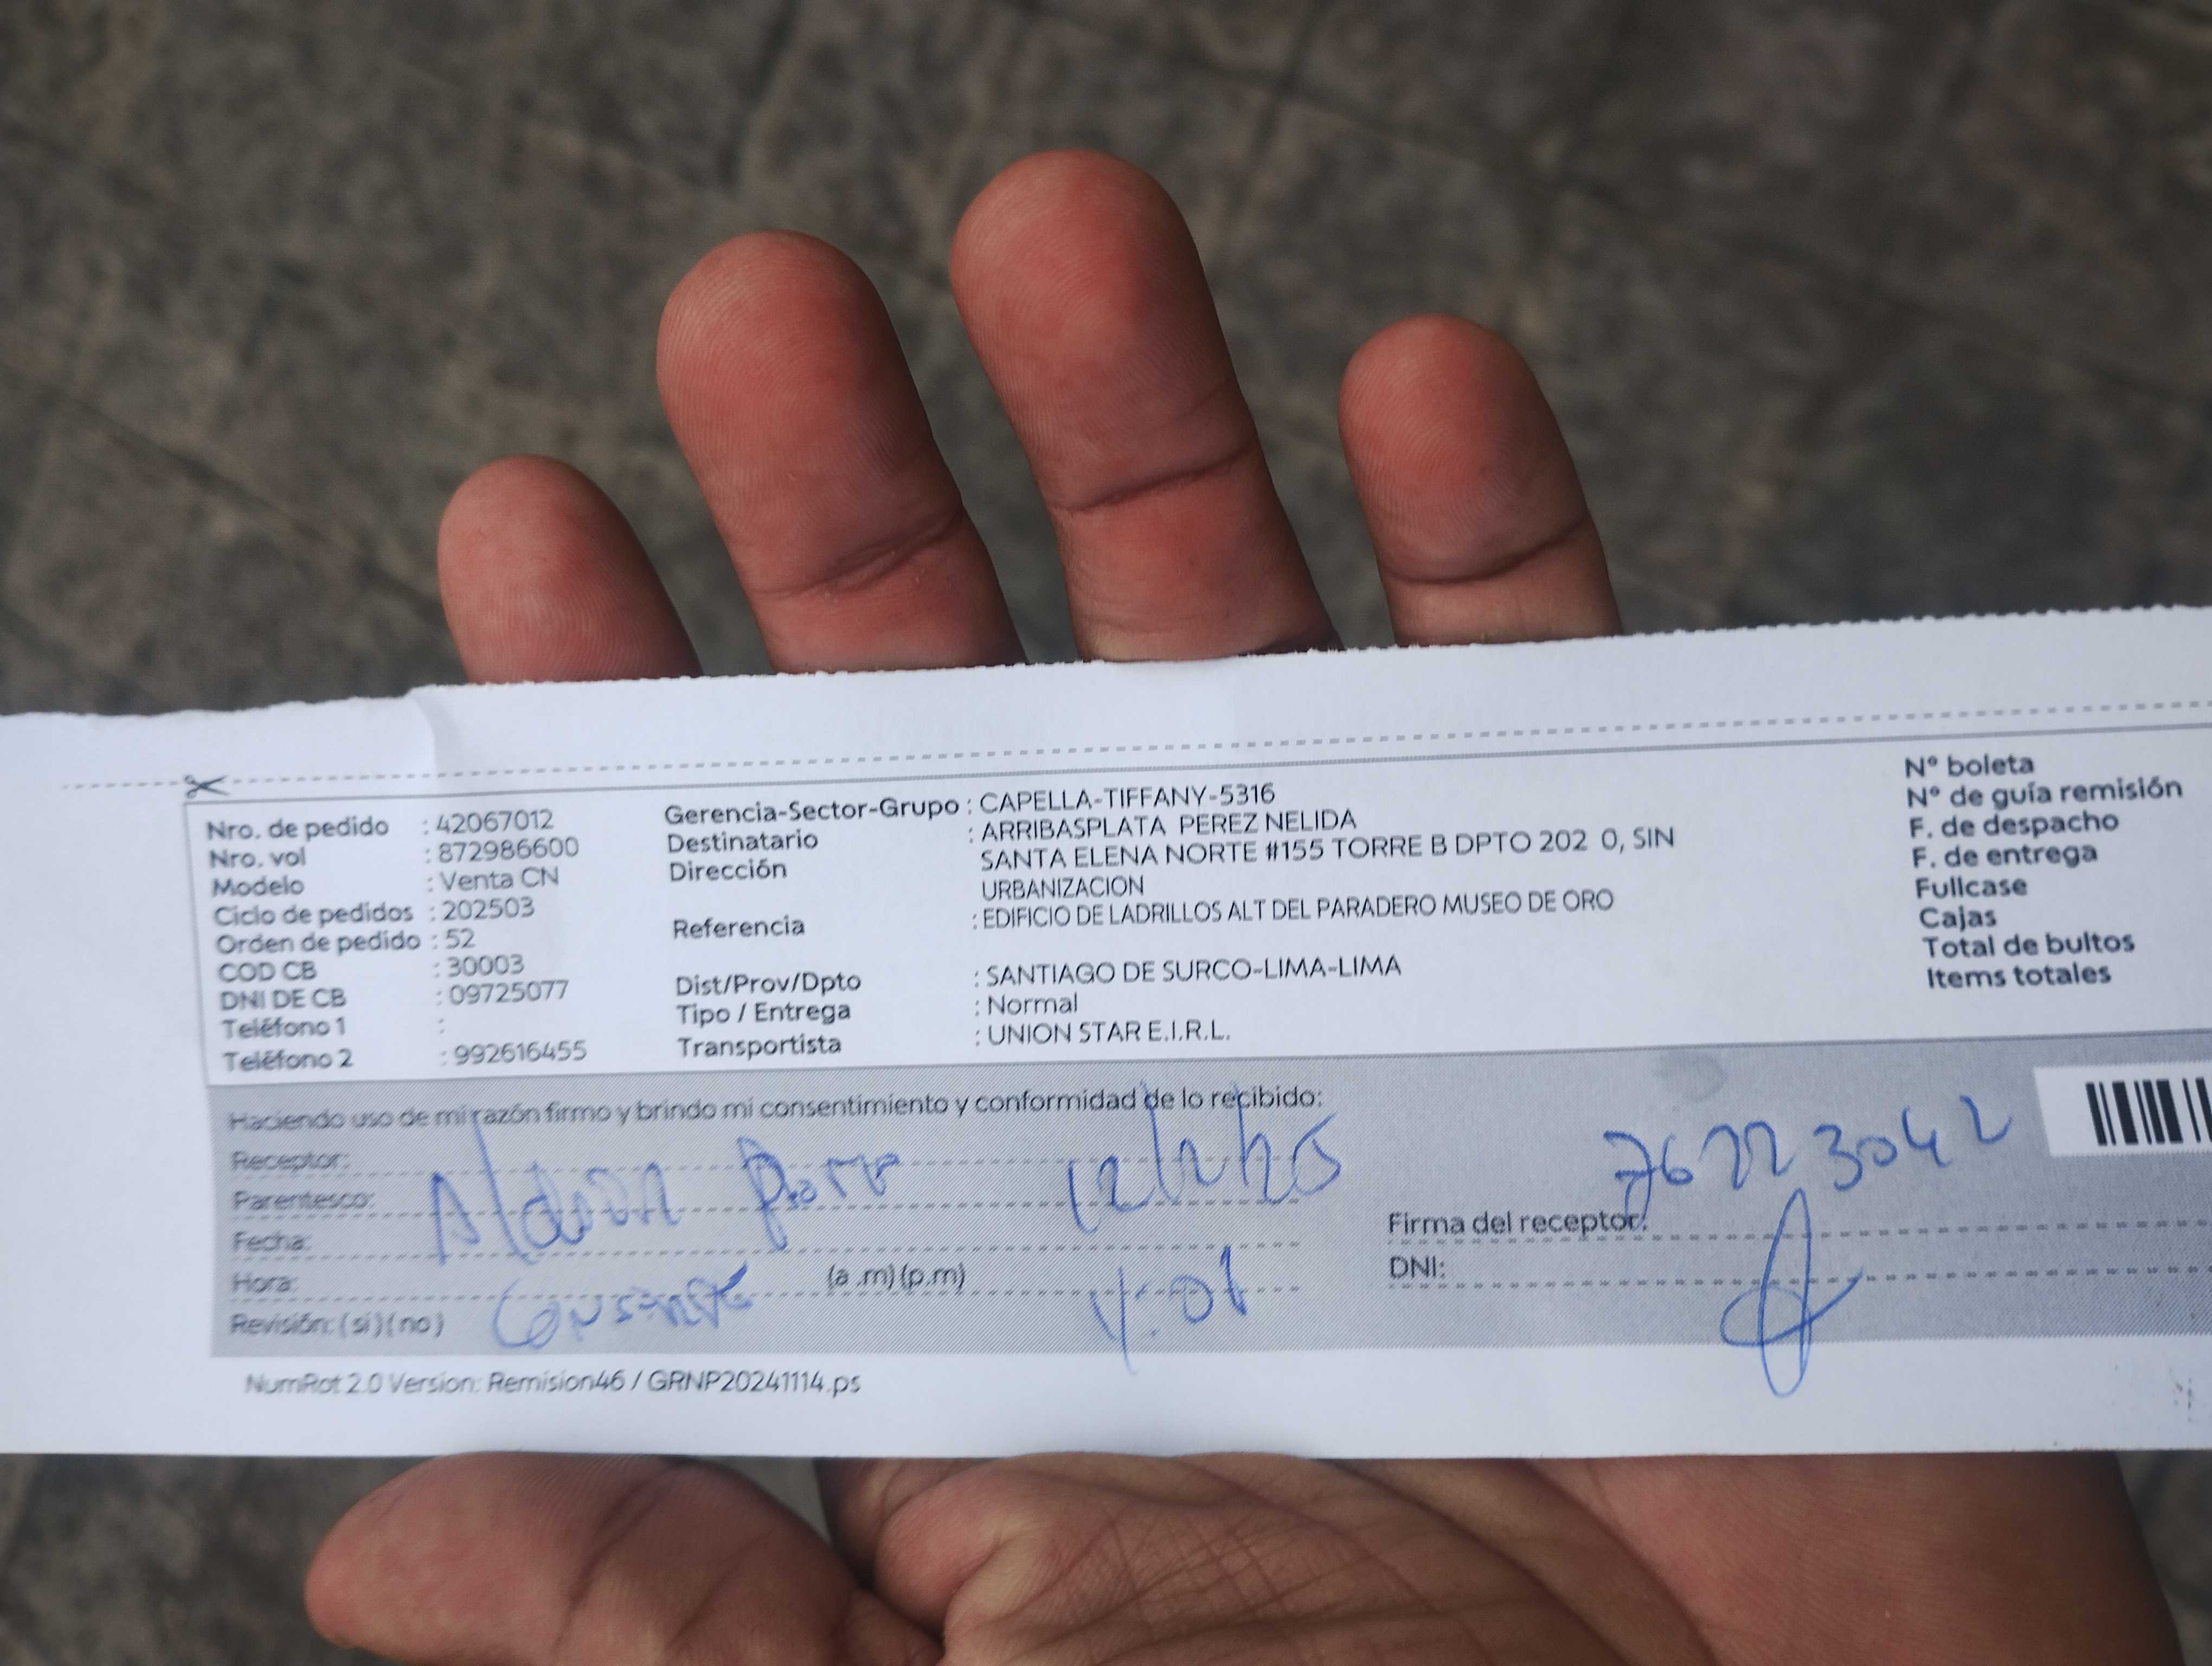 Nro. de pedido : 42067012
Nro. vol : 872986600
Modelo : Venta CN
Ciclo de pedidos : 202503
Orden de pedido : 52
COD CB : 30003
DNI DE CB : 09725077
Teléfono 1 :
Teléfono 2 : 992616455
Gerencia-Sector-Grupo : CAPELLA-TIFFANY-5316
Destinatario : ARRIBASPLATA PEREZ NELIDA
Dirección SANTA ELENA NORTE #155 TORRE B DPTO 202 0, SIN
URBANIZACION
Referencia : EDIFICIO DE LADRILLOS ALT DEL PARADERO MUSEO DE ORO
Dist/Prov/Dpto : SANTIAGO DE SURCO-LIMA-LIMA
Tipo / Entrega : Normal
Transportista : UNION STAR E.I.R.L.
N° boleta
N° de guía remisión
F. de despacho
F. de entrega
Fullcase
Cajas
Total de bultos
Items totales
Haciendo uso de mi razón firmo y brindo mi consentimiento y conformidad de lo recibido:
Receptor:
Parentesco:
Fecha: 12/2/25
Hora: (a .m)(p.m)
Revisión: (si)(no)
76223042
Firma del receptor:
DNI:
NumRot 2.0 Version: Remision46 / GRNP20241114.ps